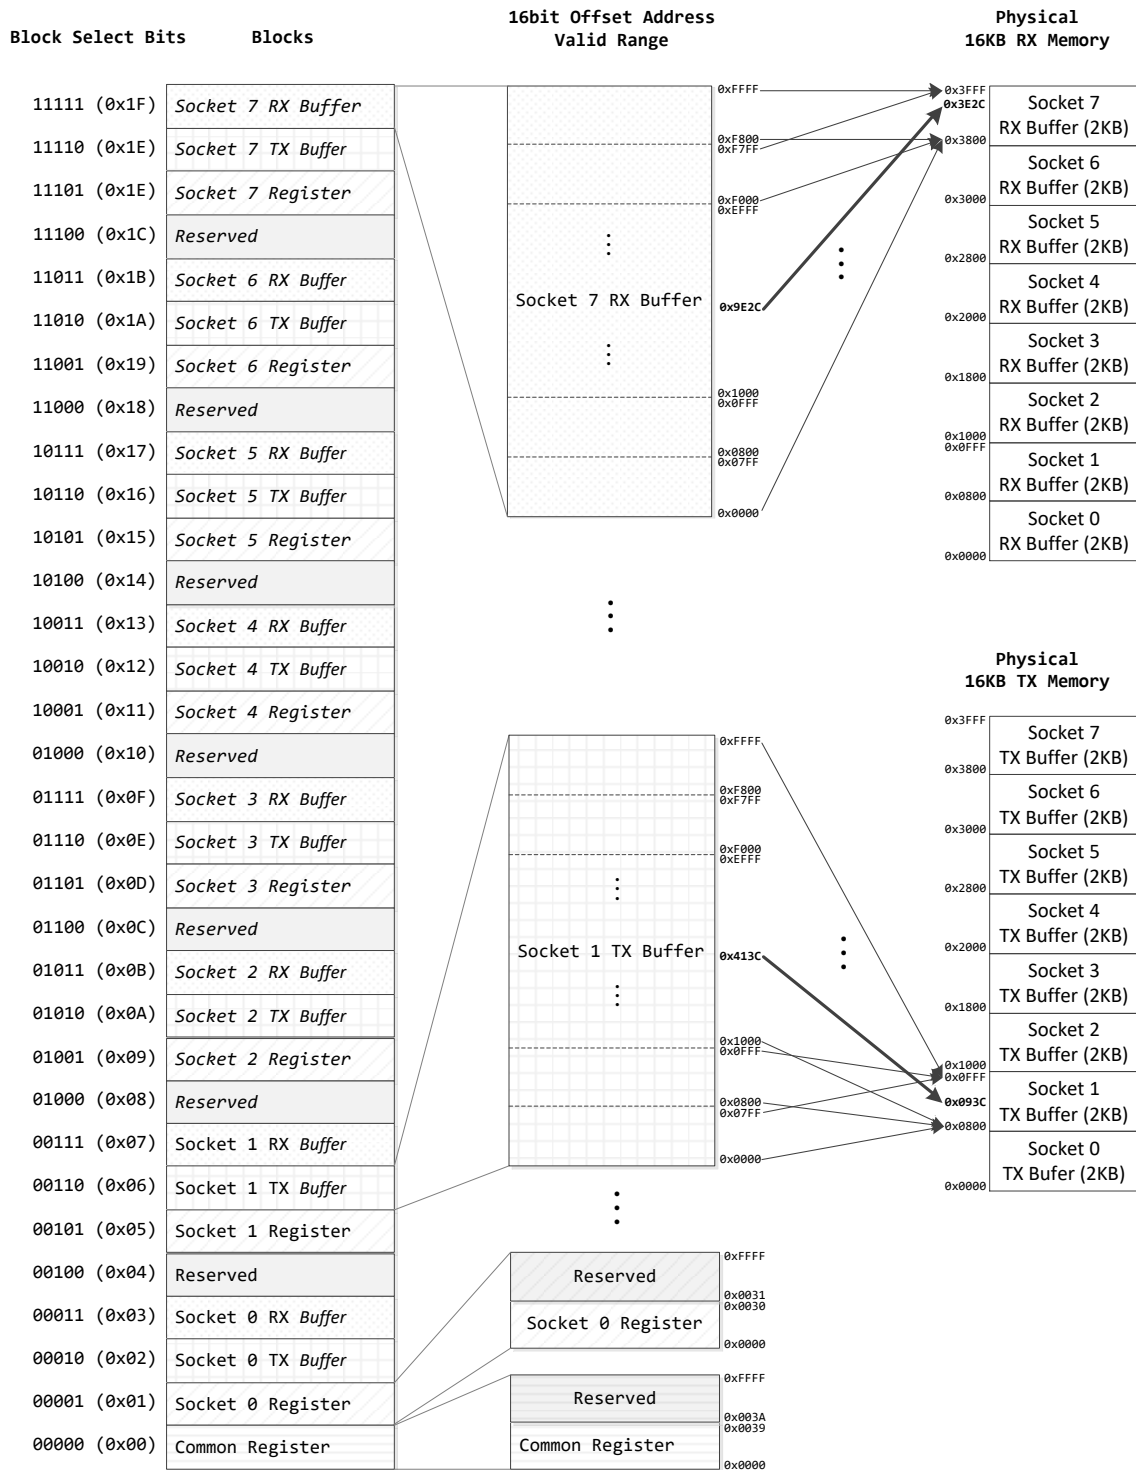 Block Select Bits
Blocks
16bit Offset Address
Valid Range
Physical
16KB RX Memory
11111 (0x1F) Socket 7 RX Buffer
11110 (0x1E) Socket 7 TX Buffer
11101 (0x1E) Socket 7 Register
11100 (0x1C) Reserved
11011 (0x1B) Socket 6 RX Buffer
11010 (0x1A) Socket 6 TX Buffer
11001 (0x19) Socket 6 Register
11000 (0x18) Reserved
10111 (0x17) Socket 5 RX Buffer
10110 (0x16) Socket 5 TX Buffer
10101 (0x15) Socket 5 Register
10100 (0x14) Reserved
10011 (0x13) Socket 4 RX Buffer
10010 (0x12) Socket 4 TX Buffer
10001 (0x11) Socket 4 Register
01000 (0x10) Reserved
01111 (0x0F) Socket 3 RX Buffer
01110 (0x0E) Socket 3 TX Buffer
01101 (0x0D) Socket 3 Register
01100 (0x0C) Reserved
01011 (0x0B) Socket 2 RX Buffer
01010 (0x0A) Socket 2 TX Buffer
01001 (0x09) Socket 2 Register
01000 (0x08) Reserved
00111 (0x07) Socket 1 RX Buffer
00110 (0x06) Socket 1 TX Buffer
00101 (0x05) Socket 1 Register
00100 (0x04) Reserved
00011 (0x03) Socket 0 RX Buffer
00010 (0x02) Socket 0 TX Buffer
00001 (0x01) Socket 0 Register
00000 (0x00) Common Register
Socket 7 RX Buffer
0xFFFF
0xF800
0xF7FF
0xF000
0xEFFF
0x9E2C
0x1000
0x0FFF
0x0800
0x07FF
0x0000
0x3FFF
0x3E2C
0x3800
0x3000
0x2800
0x2000
0x1800
0x1000
0x0FFF
0x0800
0x0000
Socket 7
RX Buffer (2KB)
Socket 6
RX Buffer (2KB)
Socket 5
RX Buffer (2KB)
Socket 4
RX Buffer (2KB)
Socket 3
RX Buffer (2KB)
Socket 2
RX Buffer (2KB)
Socket 1
RX Buffer (2KB)
Socket 0
RX Buffer (2KB)
Physical
16KB TX Memory
Socket 1 TX Buffer
0xFFFF
0xF800
0xF7FF
0xF000
0xEFFF
0x413C
0x1000
0x0FFF
0x0800
0x07FF
0x0000
0x3FFF
0x3800
0x3000
0x2800
0x2000
0x1800
0x1000
0x0FFF
0x093C
0x0800
0x0000
Socket 7
TX Buffer (2KB)
Socket 6
TX Buffer (2KB)
Socket 5
TX Buffer (2KB)
Socket 4
TX Buffer (2KB)
Socket 3
TX Buffer (2KB)
Socket 2
TX Buffer (2KB)
Socket 1
TX Buffer (2KB)
Socket 0
TX Bufer (2KB)
Reserved
Socket 0 Register
0xFFFF
0x0031
0x0030
0x0000
Reserved
Common Register
0xFFFF
0x003A
0x0039
0x0000